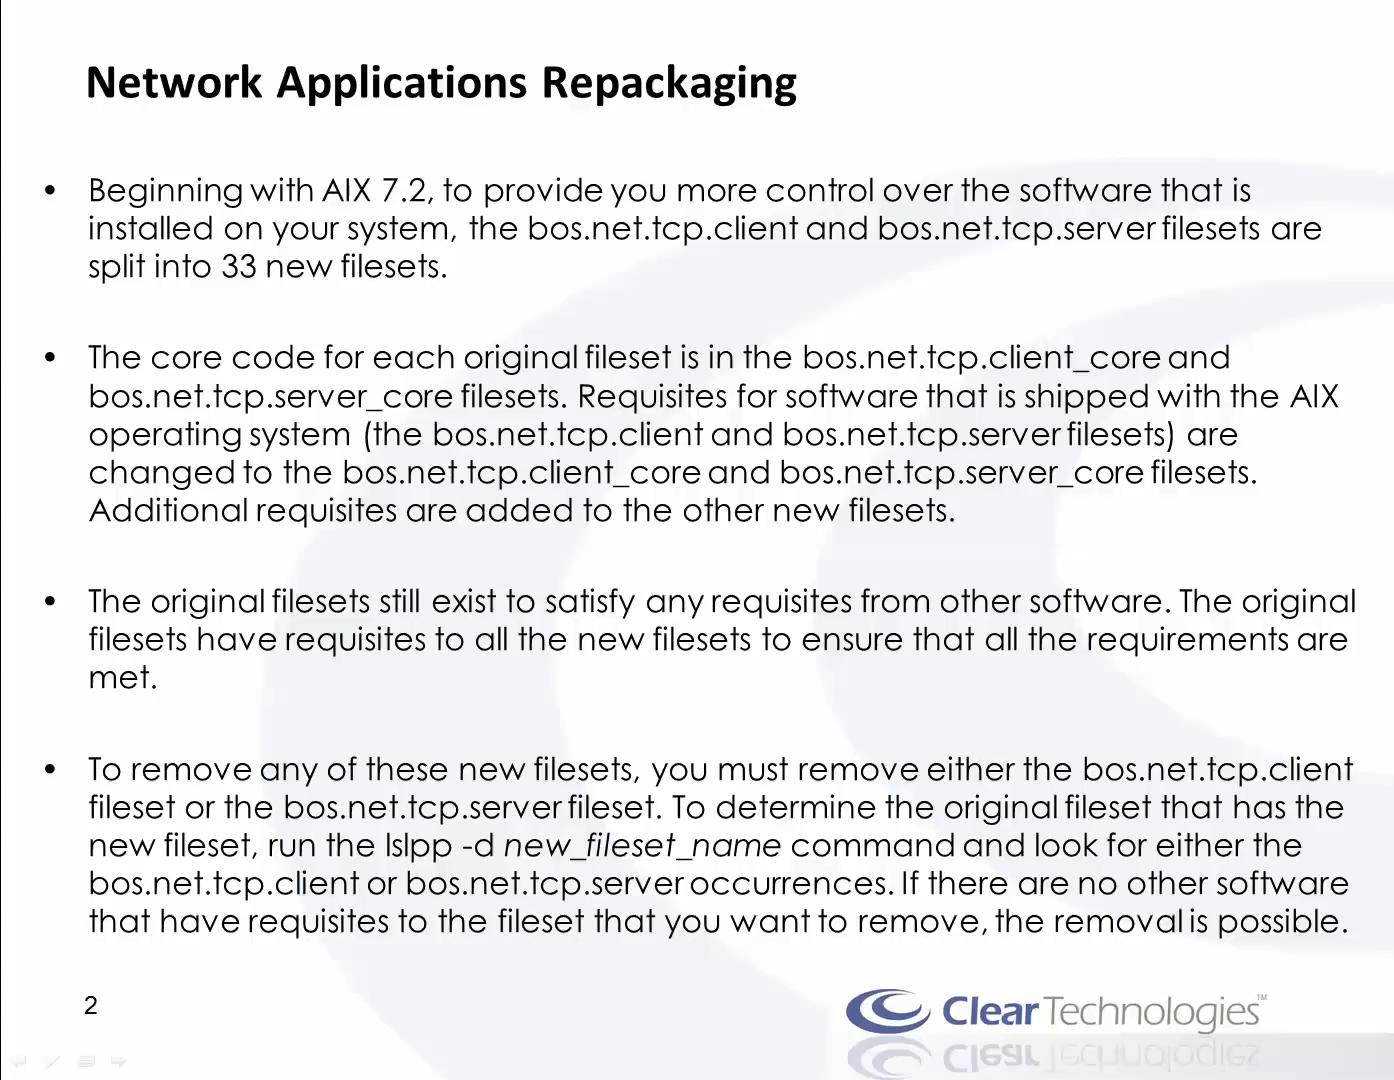 Network Applications Repackaging
• Beginning with AIX 7.2, to provide you more control over the software that is
installed on your system, the bos.net.tcp.client and bos.net.tcp.server filesets are
split into 33 new filesets.
• The core code for each original fileset is in the bos.net.tcp.client_core and
bos.net.tcp.server_core filesets. Requisites for software that is shipped with the AIX
operating system (the bos.net.tcp.client and bos.net.tcp.server filesets) are
changed to the bos.net.tcp.client_core and bos.net.tcp.server_core filesets.
Additional requisites are added to the other new filesets.
• The original filesets still exist to satisfy any requisites from other software. The original
filesets have requisites to all the new filesets to ensure that all the requirements are
met.
• To remove any of these new filesets, you must remove either the bos.net.tcp.client
fileset or the bos.net.tcp.server fileset. To determine the original fileset that has the
new fileset, run the lslpp -d new_fileset_name command and look for either the
bos.net.tcp.client or bos.net.tcp.server occurrences. If there are no other software
that have requisites to the fileset that you want to remove, the removal is possible.
2
Clear Technologies™